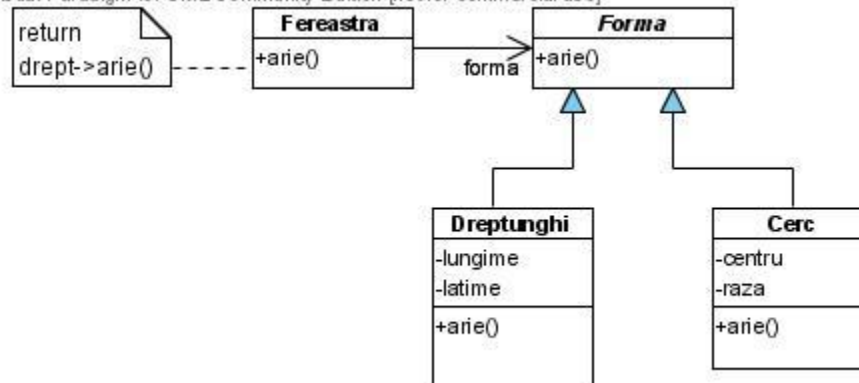 return
drept->arie()
Fereastra
+arie()
forma
Forma
+arie()
Dreptunghi
-lungime
-latime
+arie()
Cerc
-centru
-raza
+arie()